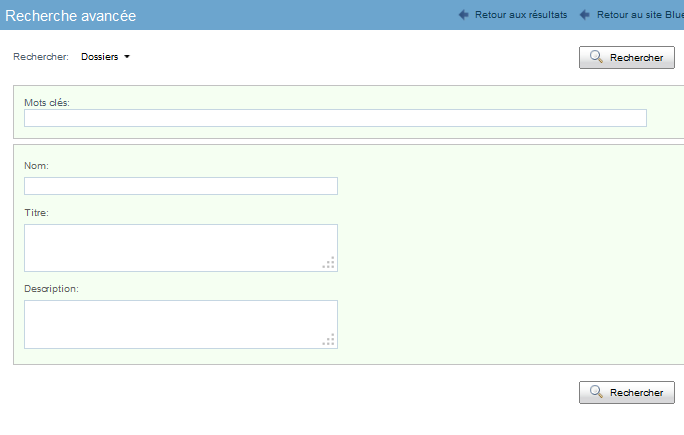 Recherche avancée
Retour aux résultats
Retour au site Blue
Rechercher: Dossiers
Rechercher
Mots clés:
Nom:
Titre:
Description:
Rechercher